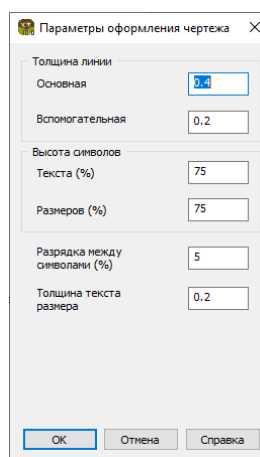 Параметры оформления чертежа
Толщина линии
Основная
0.4
Вспомогательная
0.2
Высота символов
Текста (%)
75
Размеров (%)
75
Разрядка между
символами (%)
5
Толщина текста
размера
0.2
ОК
Отмена
Справка